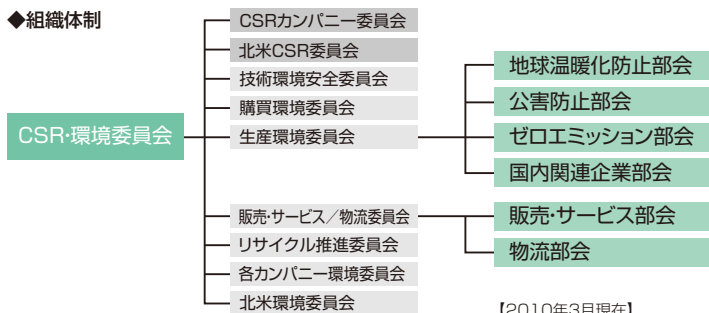 ◆組織体制
CSR・環境委員会
CSRカンパニー委員会
北米CSR委員会
技術環境安全委員会
購買環境委員会
生産環境委員会
地球温暖化防止部会
公害防止部会
ゼロエミッション部会
国内関連企業部会
販売・サービス／物流委員会
販売・サービス部会
物流部会
リサイクル推進委員会
各カンパニー環境委員会
北米環境委員会
【2010年3月現在】